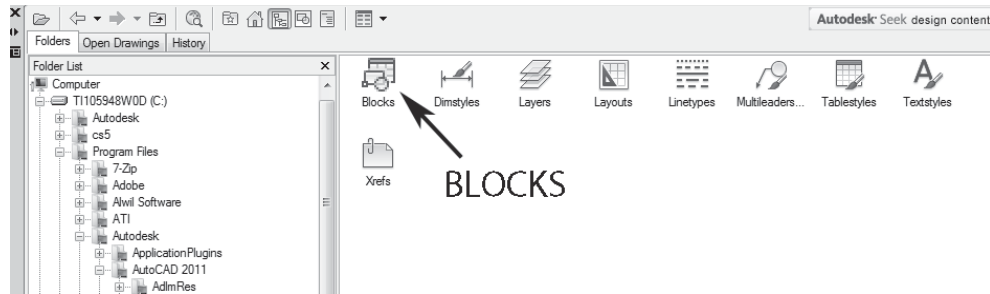 Autodesk® Seek design content
Folders Open Drawings History
Folder List
Computer
TI105948W0D (C:)
Autodesk
cs5
Program Files
7-Zip
Adobe
Alwil Software
ATI
Autodesk
ApplicationPlugins
AutoCAD 2011
AdlmRes
Blocks Dimstyles Layers Layouts Linetypes Multileaders... Tablestyles Textstyles
Xrefs
BLOCKS